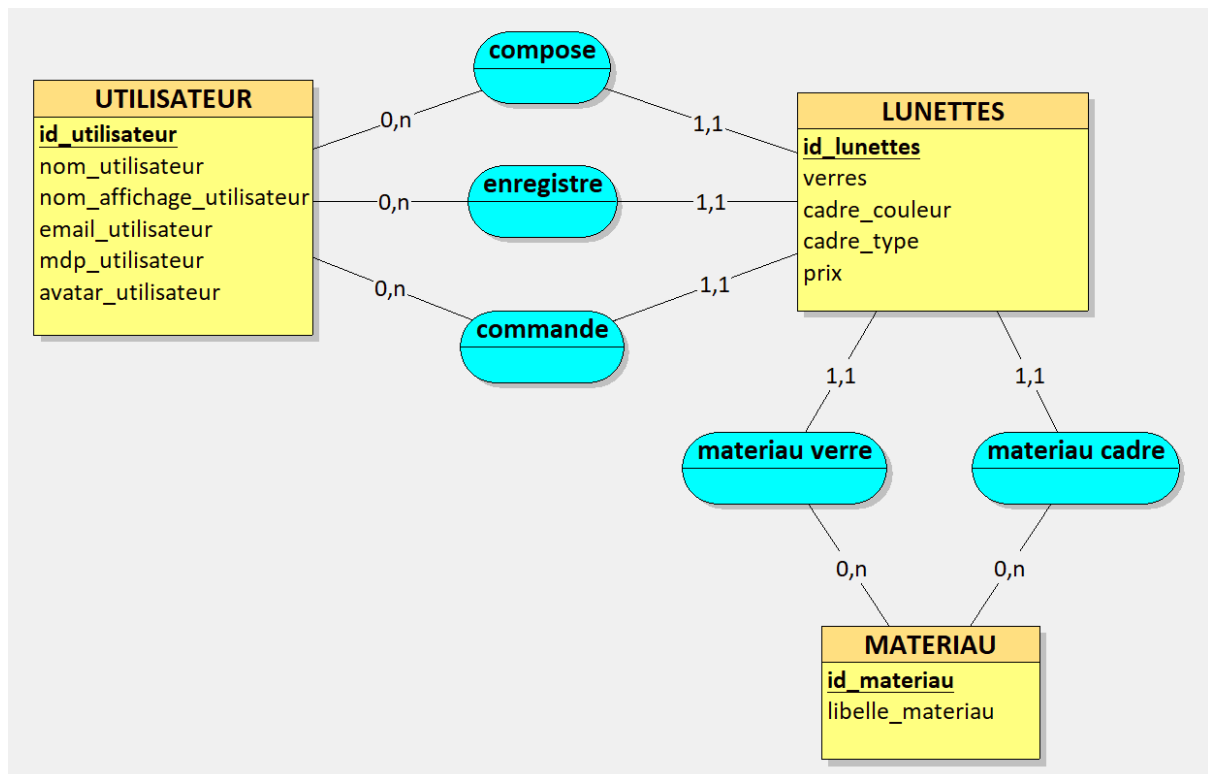 compose
UTILISATEUR
id_utilisateur
nom_utilisateur
nom_affichage_utilisateur
email_utilisateur
mdp_utilisateur
avatar_utilisateur
0,n
1,1
LUNETTES
id_lunettes
verres
cadre_couleur
cadre_type
prix
enregistre
0,n
1,1
0,n
1,1
commande
1,1
1,1
materiau verre
materiau cadre
0,n
0,n
MATERIAU
id_materiau
libelle_materiau